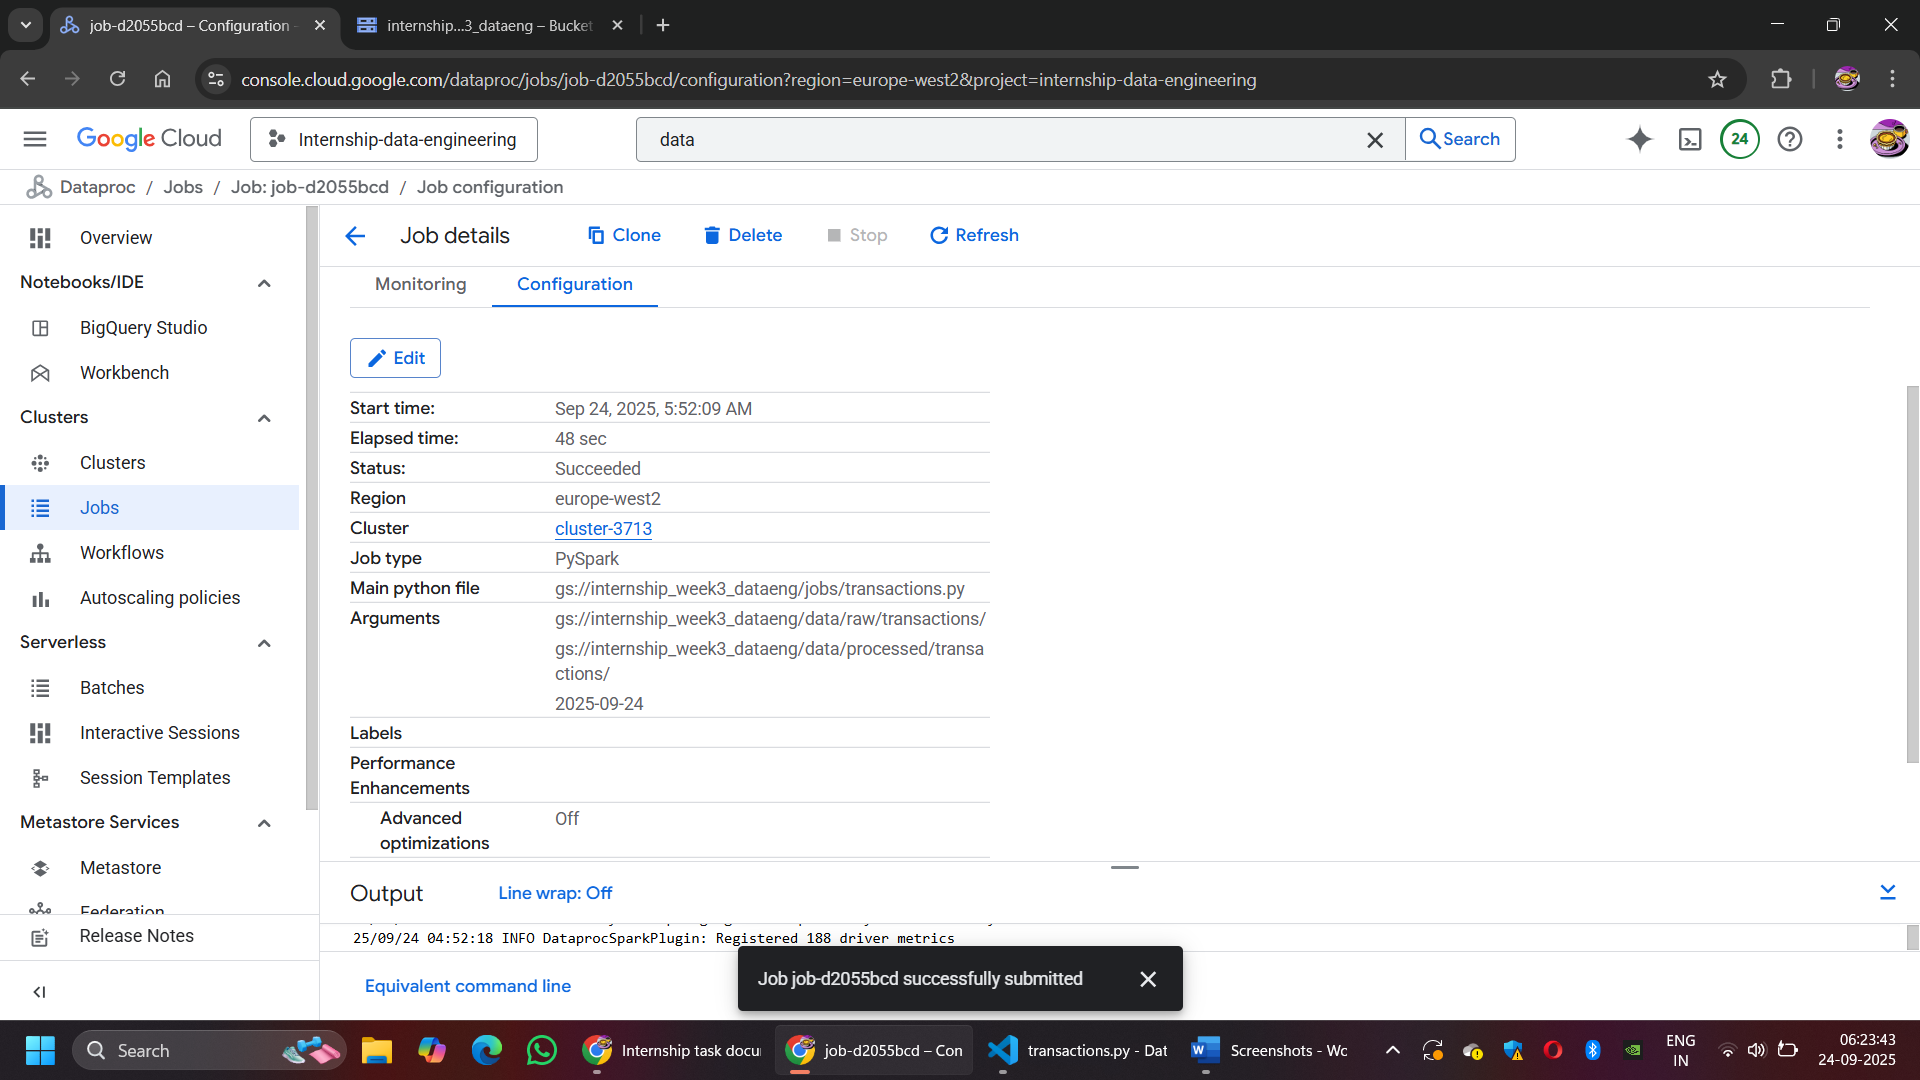 job-d2055bcd – Configuration -
internship...3_dataeng – Bucket
console.cloud.google.com/dataproc/jobs/job-d2055bcd/configuration?region=europe-west2&project=internship-data-engineering
Google Cloud
Internship-data-engineering
data
Search
24
Dataproc / Jobs / Job: job-d2055bcd / Job configuration
Overview
Notebooks/IDE
BigQuery Studio
Workbench
Clusters
Clusters
Jobs
Workflows
Autoscaling policies
Serverless
Batches
Interactive Sessions
Session Templates
Metastore Services
Metastore
Federation
Release Notes
Job details
Clone
Delete
Stop
Refresh
Monitoring
Configuration
Edit
Start time: Sep 24, 2025, 5:52:09 AM
Elapsed time: 48 sec
Status: Succeeded
Region europe-west2
Cluster cluster-3713
Job type PySpark
Main python file gs://internship_week3_dataeng/jobs/transactions.py
Arguments gs://internship_week3_dataeng/data/raw/transactions/
gs://internship_week3_dataeng/data/processed/transa
ctions/
2025-09-24
Labels
Performance
Enhancements
Advanced Off
optimizations
Output
Line wrap: Off
25/09/24 04:52:18 INFO DataprocSparkPlugin: Registered 188 driver metrics
Equivalent command line
Job job-d2055bcd successfully submitted
Search
Internship task docu
job-d2055bcd – Con
transactions.py - Dat
Screenshots - Wc
ENG
IN
06:23:43
24-09-2025